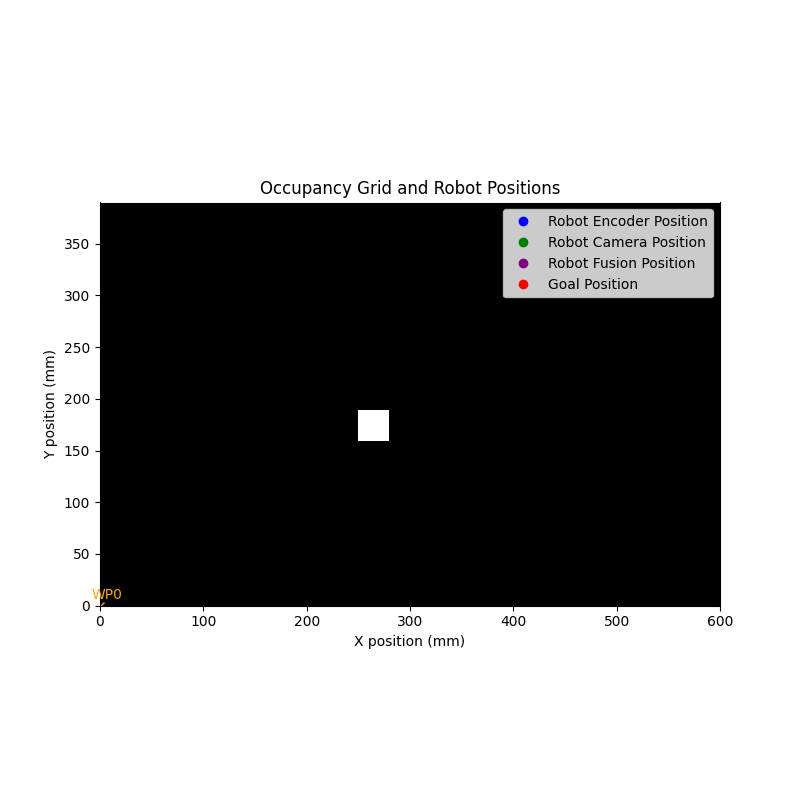 Occupancy Grid and Robot Positions
Robot Encoder Position
Robot Camera Position
Robot Fusion Position
Goal Position
Y position (mm)
350
300
250
200
150
100
50
0
WP0
0 100 200 300 400 500 600
X position (mm)